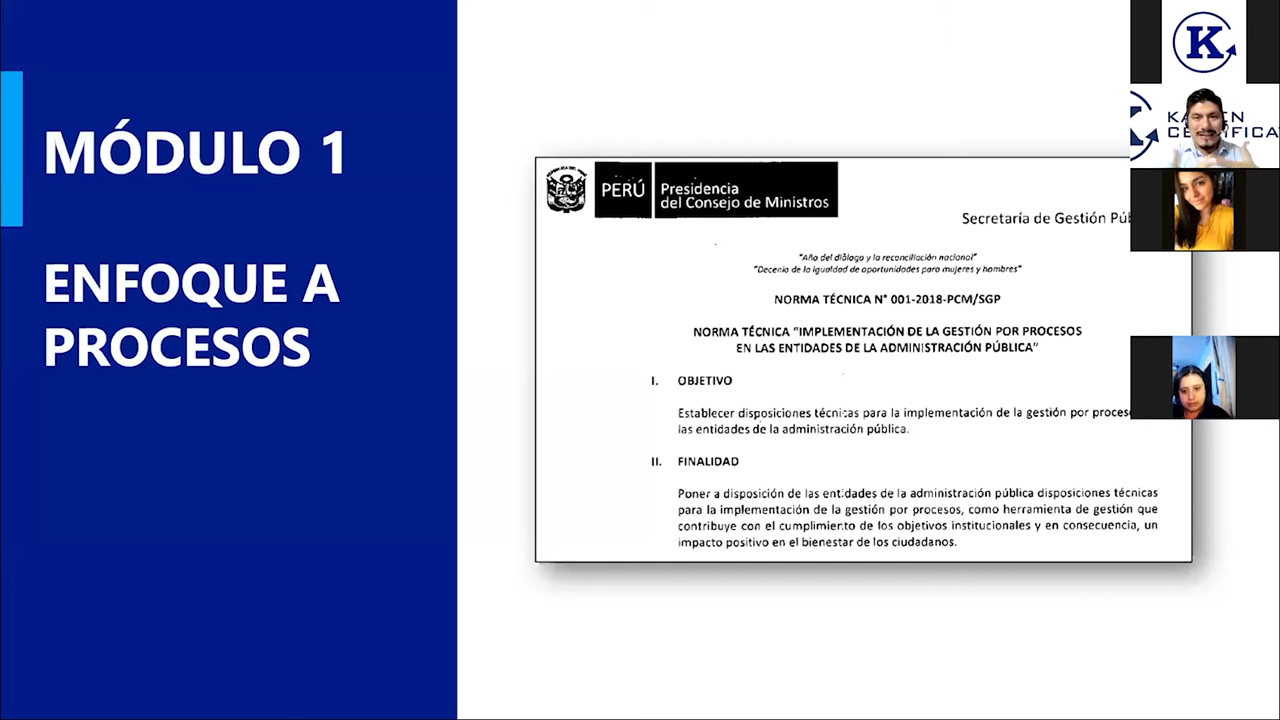 MÓDULO 1
ENFOQUE A
PROCESOS
PERÚ
Presidencia
del Consejo de Ministros
Secretaría de Gestión
"Año del diálogo y la reconciliación nacional"
"Decenio de la igualdad de oportunidades para mujeres y hombres"
NORMA TÉCNICA N° 001-2018-PCM/SGP
NORMA TÉCNICA "IMPLEMENTACIÓN DE LA GESTIÓN POR PROCESOS
EN LAS ENTIDADES DE LA ADMINISTRACIÓN PÚBLICA"
I. OBJETIVO
Establecer disposiciones técnicas para la implementación de la gestión por
las entidades de la administración pública.
II. FINALIDAD
Poner a disposición de las entidades de la administración pública disposiciones técnicas
para la implementación de la gestión por procesos, como herramienta de gestión que
contribuye con el cumplimiento de los objetivos institucionales y en consecuencia, un
impacto positivo en el bienestar de los ciudadanos.
K